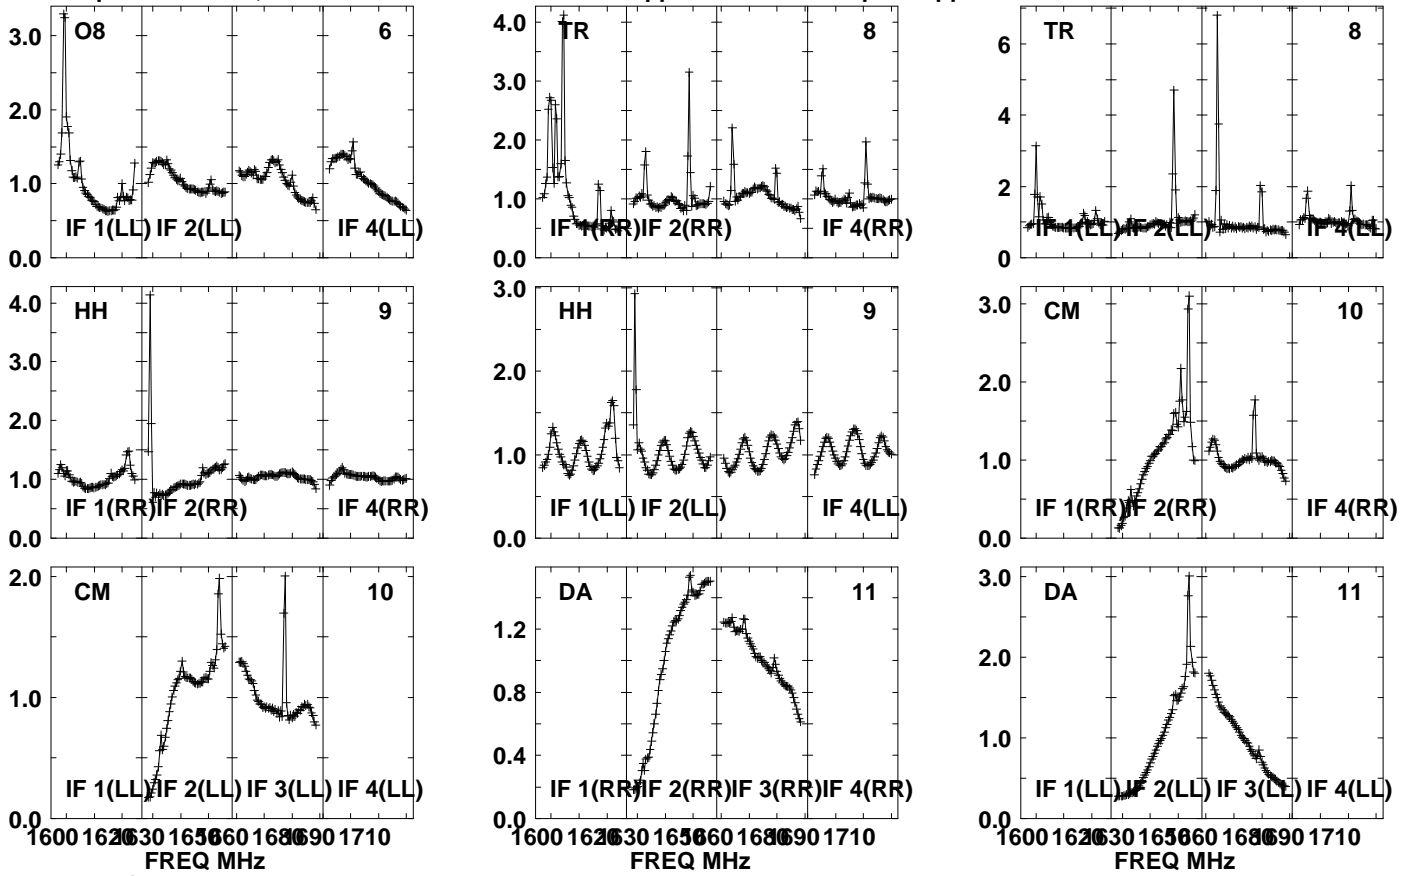 O8 6
3.0
2.0
1.0
0.0
IF 1(LL) IF 2(LL) IF 4(LL)
TR 8
4.0
3.0
2.0
1.0
0.0
IF 1(RR) IF 2(RR) IF 4(RR)
TR 8
6
4
2
0
IF 1(LL) IF 2(LL) IF 4(LL)
HH 9
4.0
3.0
2.0
1.0
0.0
IF 1(RR) IF 2(RR) IF 4(RR)
HH 9
3.0
2.0
1.0
0.0
IF 1(LL) IF 2(LL) IF 4(LL)
CM 10
3.0
2.0
1.0
0.0
IF 1(RR) IF 2(RR) IF 4(RR)
CM 10
2.0
1.0
0.0
IF 1(LL) IF 2(LL) IF 3(LL) IF 4(LL)
1600 1620 1630 1650 1660 1680 1690 1710
FREQ MHz
DA 11
1.2
0.8
0.4
0.0
IF 1(RR) IF 2(RR) IF 3(RR) IF 4(RR)
1600 1620 1630 1650 1660 1680 1690 1710
FREQ MHz
DA 11
3.0
2.0
1.0
0.0
IF 1(LL) IF 2(LL) IF 3(LL) IF 4(LL)
1600 1620 1630 1650 1660 1680 1690 1710
FREQ MHz